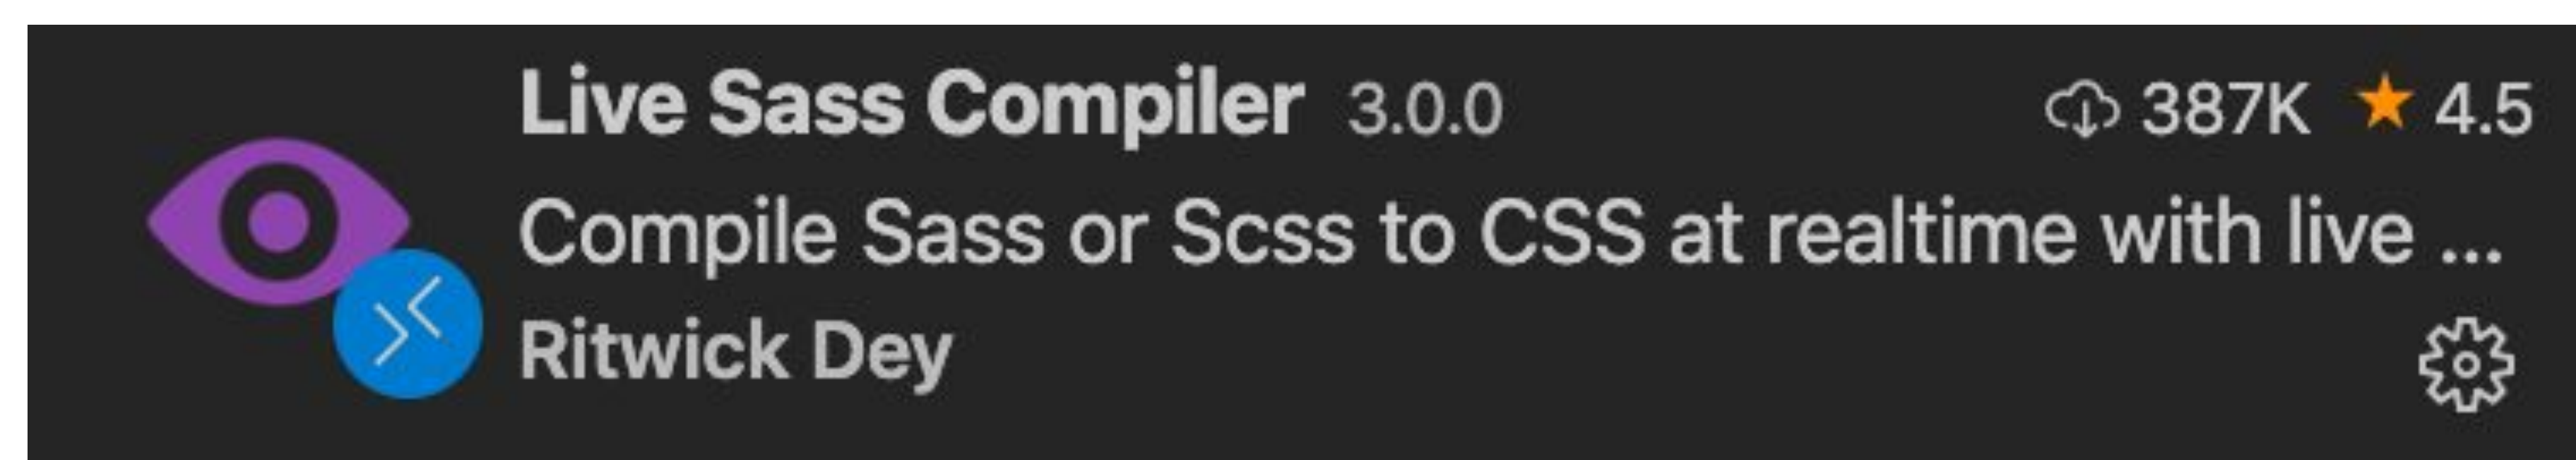 Live Sass Compiler 3.0.0 387K 4.5
Compile Sass or Scss to CSS at realtime with live ...
Ritwick Dey